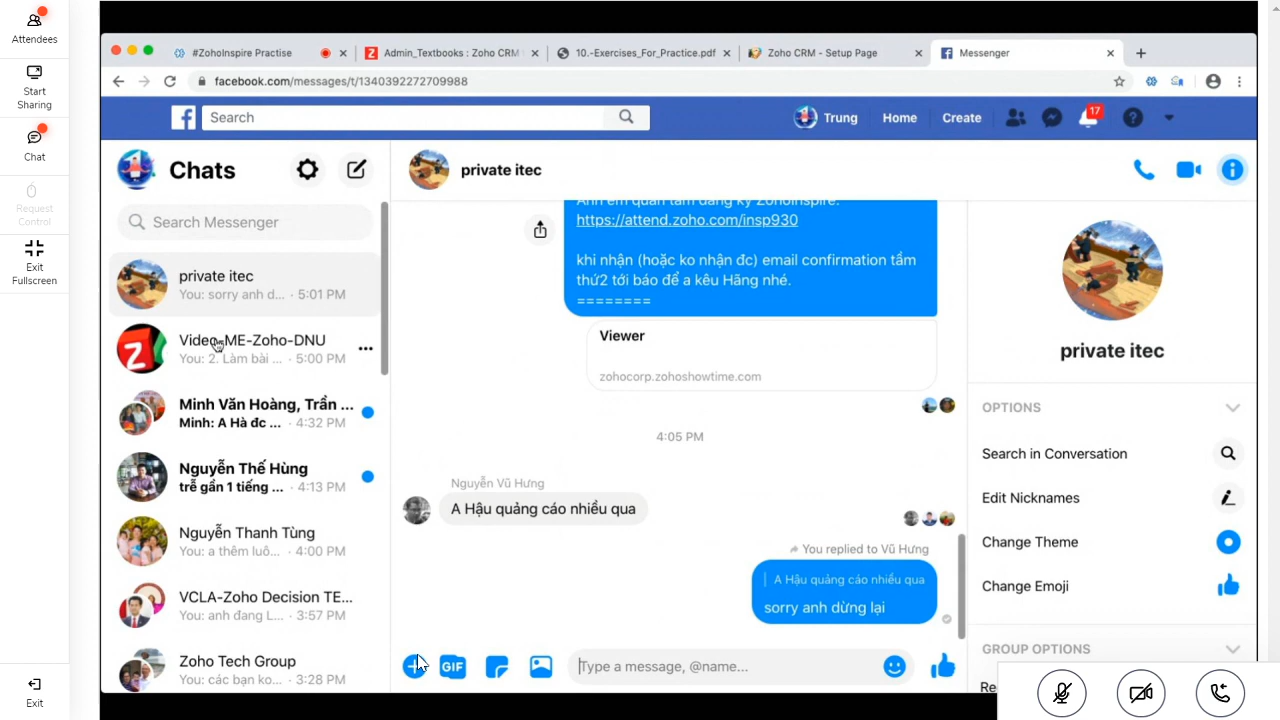 Attendees
Start
Sharing
Chat
Request
Control
Exit
Fullscreen
Exit
#ZohoInspire Practise
Admin_Textbooks : Zoho CRM
10.-Exercises_For_Practice.pdf
Zoho CRM - Setup Page
Messenger
facebook.com/messages/t/1340392272709988
Search
Trung
Home
Create
17
Chats
Search Messenger
private itec
You: sorry anh d... · 5:01 PM
Video-ME-Zoho-DNU
You: 2. Làm bài ... · 5:00 PM
Minh Văn Hoàng, Trần ...
Minh: A Hà đc ... · 4:32 PM
Nguyễn Thế Hùng
trễ gần 1 tiếng ... · 4:13 PM
Nguyễn Thanh Tùng
You: a thêm luô... · 4:00 PM
VCLA-Zoho Decision TE...
You: anh đang L... · 3:57 PM
Zoho Tech Group
You: các bạn ko... · 3:28 PM
private itec
Anh em quan tâm đăng ký ZohoInspire:
https://attend.zoho.com/insp930
khi nhận (hoặc ko nhận đc) email confirmation tầm
thứ2 tới báo để a kêu Hãng nhé.
========
Viewer
zohocorp.zohoshowtime.com
4:05 PM
Nguyễn Vũ Hưng
A Hậu quảng cáo nhiều qua
You replied to Vũ Hưng
A Hậu quảng cáo nhiều qua
sorry anh dừng lại
GIF
Type a message, @name...
private itec
OPTIONS
Search in Conversation
Edit Nicknames
Change Theme
Change Emoji
GROUP OPTIONS